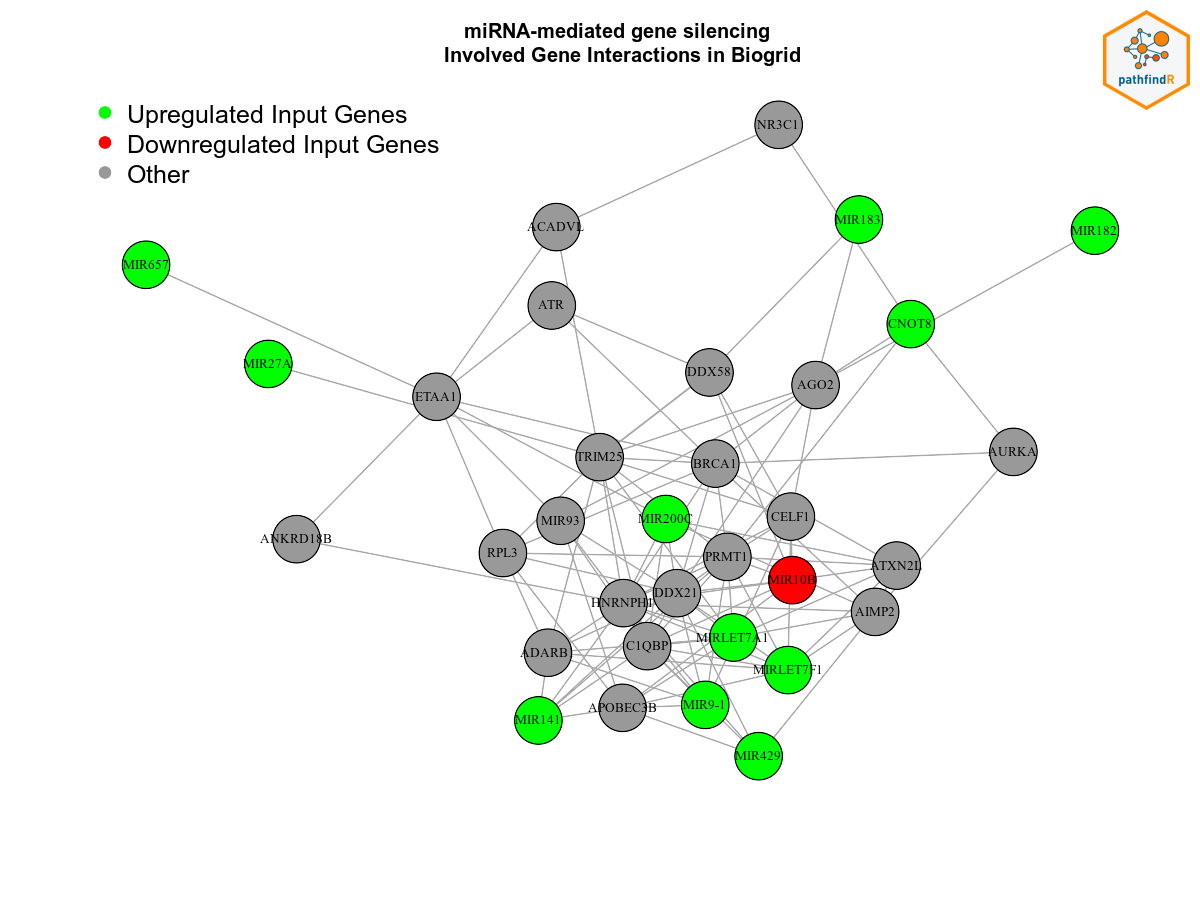 miRNA-mediated gene silencing
Involved Gene Interactions in Biogrid
pathfindR
Upregulated Input Genes
Downregulated Input Genes
Other
NR3C1
ACADVL
MIR183
MIR182
MIR657
ATR
CNOT8
MIR27A
DDX58
AGO2
ETAA1
TRIM25
BRCA1
AURKA
MIR93
MIR200C
CELF1
ANKRD18B
RPL3
PRMT1
ATXN2L
MIR10B
HNRNPH1
DDX21
AIMP2
MIRLET7A1
ADARB1
C1QBP
MIRLET7F1
APOBEC3B
MIR9-1
MIR141
MIR429